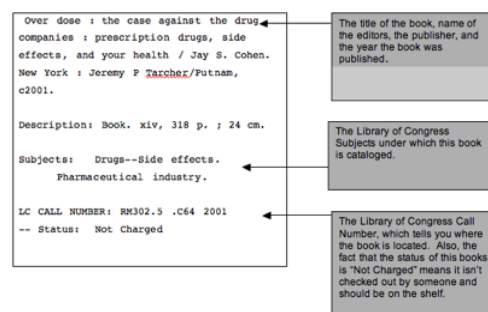 Over dose : the case against the drug
companies : prescription drugs, side
effects, and your health / Jay S. Cohen.
New York : Jeremy P Tarcher/Putnam,
c2001.
Description: Book. xiv, 318 p. ; 24 cm.
Subjects: Drugs--Side effects.
Pharmaceutical industry.
LC CALL NUMBER: RM302.5 .C64 2001
-- Status: Not Charged
The title of the book, name of
the editors, the publisher, and
the year the book was
published.
The Library of Congress
Subjects under which this book
is cataloged.
The Library of Congress Call
Number, which tells you where
the book is located. Also, the
fact that the status of this books
is “Not Charged” means it isn’t
checked out by someone and
should be on the shelf.